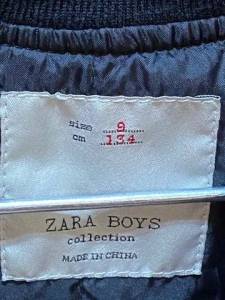 size 9
cm 134
ZARA BOYS
collection
MADE IN CHINA